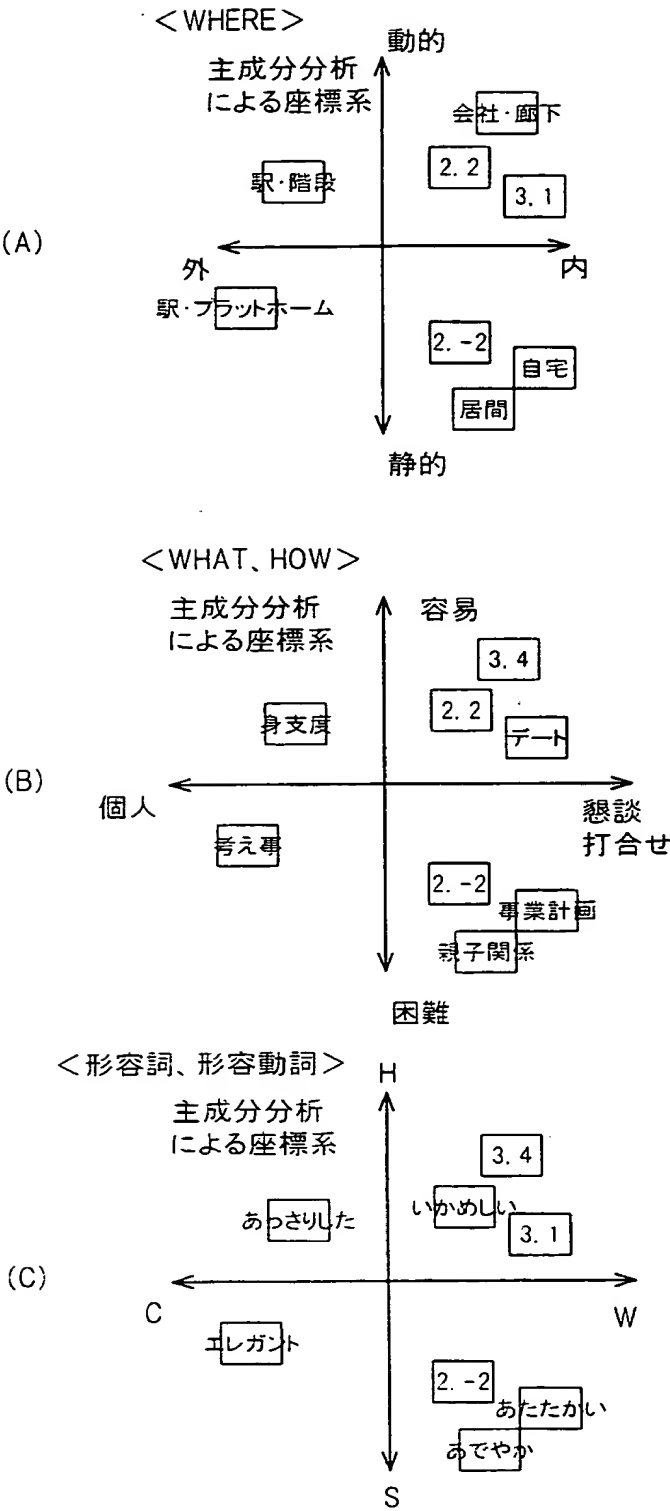 ＜WHERE＞
動的
主成分分析
による座標系
会社・廊下
2. 2
駅・階段
3. 1
(A)
外
内
駅・プラットホーム
2. -2
自宅
居間
静的
＜WHAT、HOW＞
主成分分析
による座標系
容易
3. 4
2. 2
身支度
デート
(B)
個人
懇談
打合せ
考え事
2. -2
事業計画
親子関係
困難
＜形容詞、形容動詞＞
H
主成分分析
による座標系
3. 4
いかめしい
あっさりした
3. 1
(C)
C
W
エレガント
2. -2
あたたかい
あでやか
S